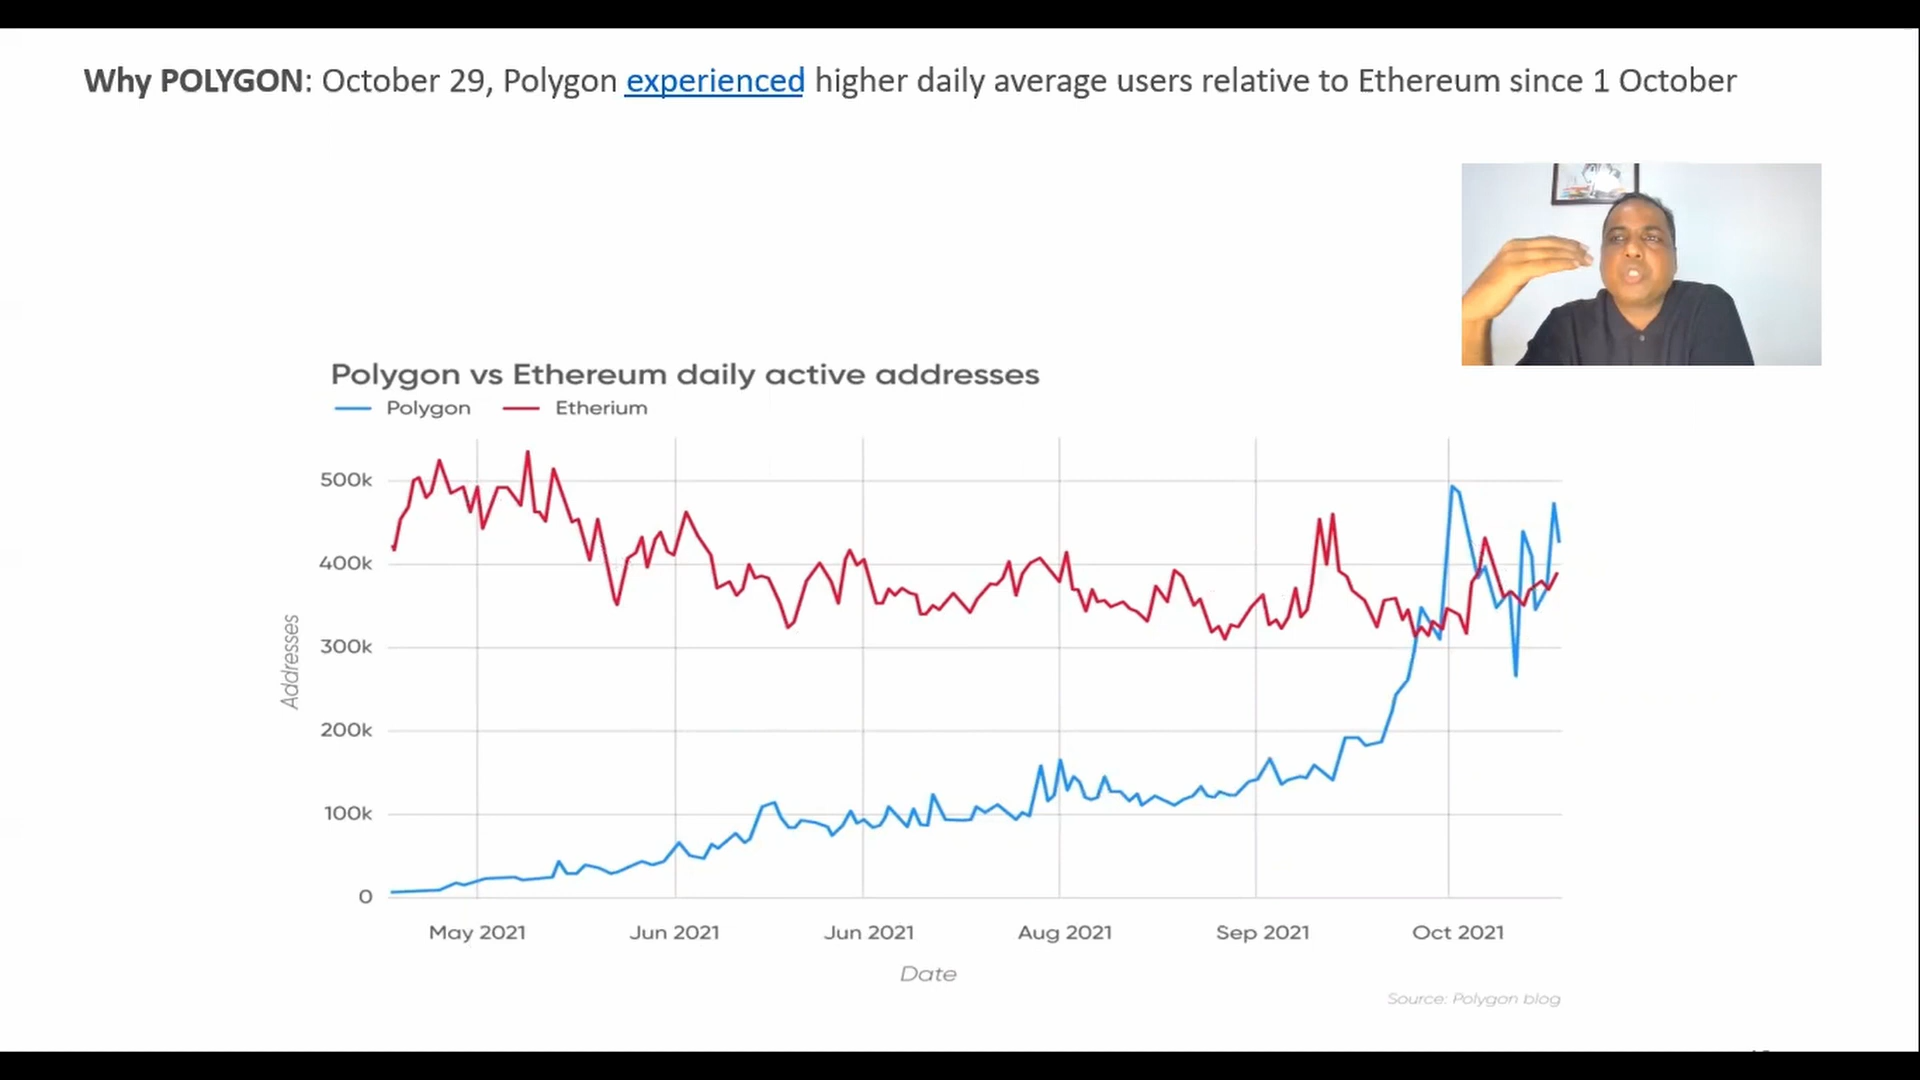 Why POLYGON: October 29, Polygon experienced higher daily average users relative to Ethereum since 1 October
Polygon vs Ethereum daily active addresses
Polygon Etherium
500k
400k
300k
200k
100k
0
Addresses
May 2021 Jun 2021 Jun 2021 Aug 2021 Sep 2021 Oct 2021
Date
Source: Polygon blog